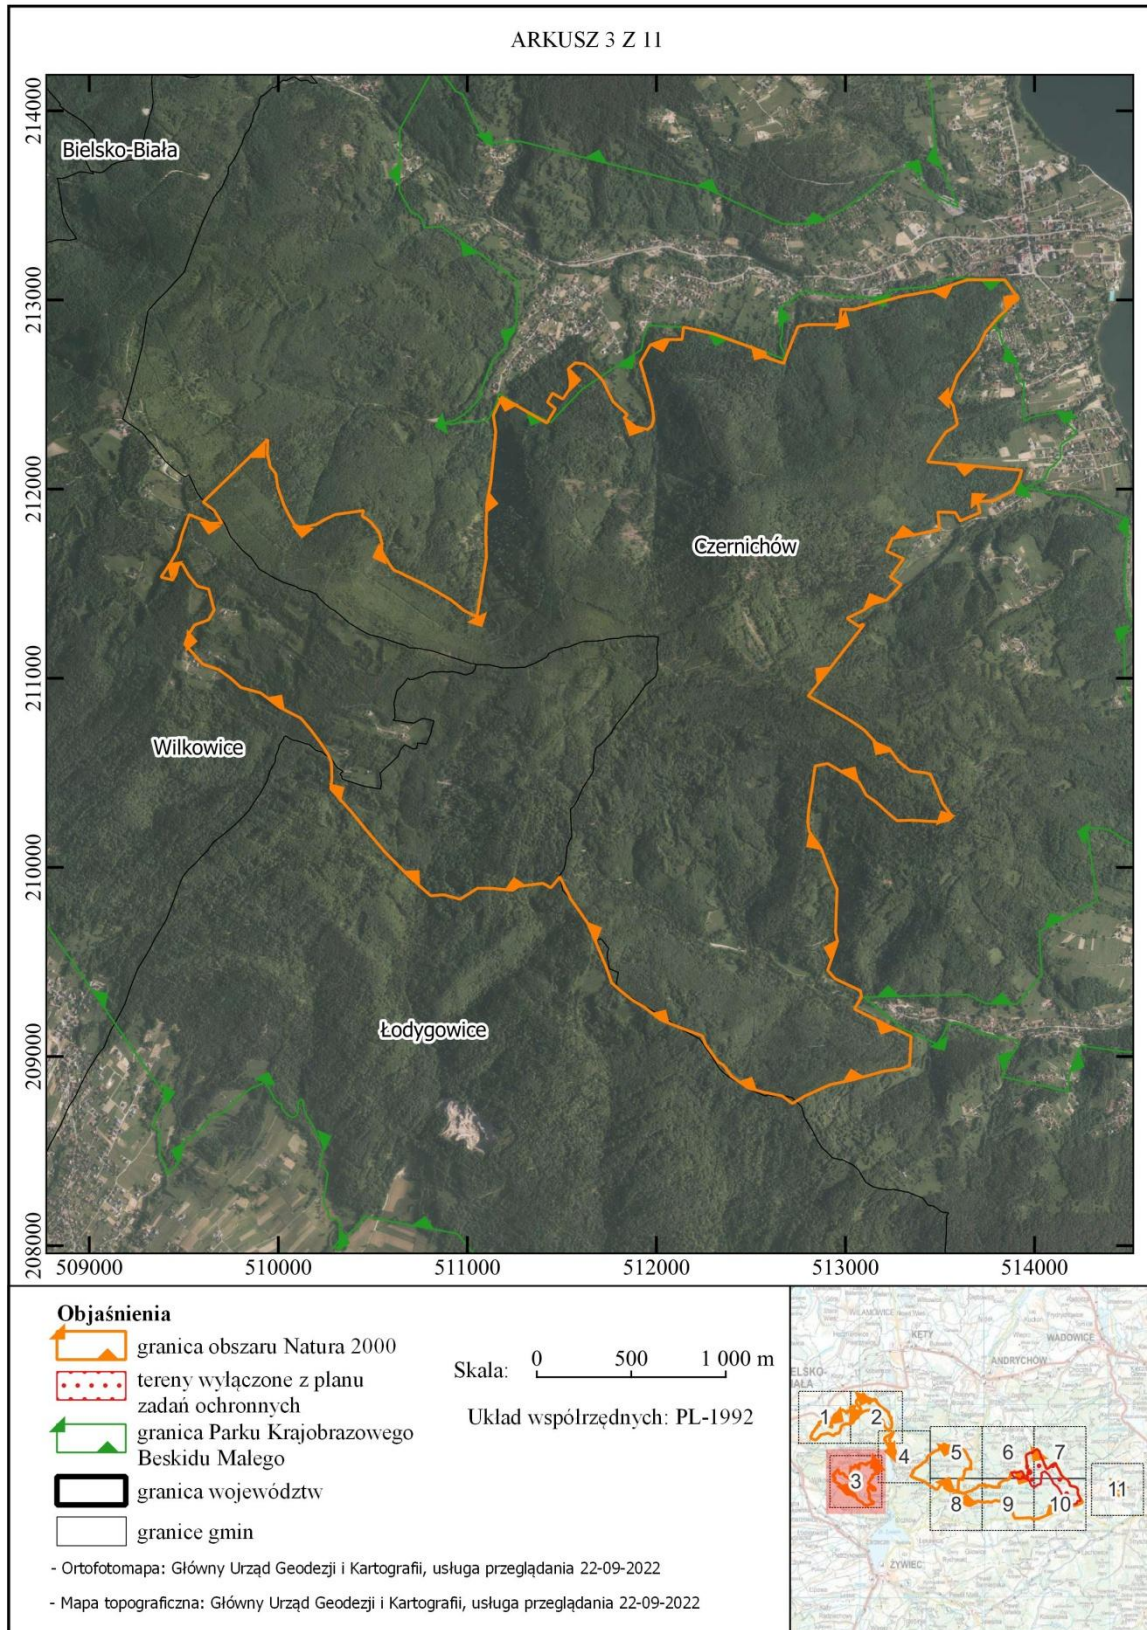 ARKUSZ 3 Z 11
214000
213000
212000
211000
210000
209000
208000
Bielsko-Biała
Czernichów
Wilkowice
Łodygowice
509000
510000
511000
512000
513000
514000
Objaśnienia
granica obszaru Natura 2000
tereny wyłączone z planu
zadań ochronnych
granica Parku Krajobrazowego
Beskidu Małego
granica województw
granice gmin
Skala: 0 500 1 000 m
Układ współrzędnych: PL-1992
- Ortofotomapa: Główny Urząd Geodezji i Kartografii, usługa przeglądania 22-09-2022
- Mapa topograficzna: Główny Urząd Geodezji i Kartografii, usługa przeglądania 22-09-2022
KĘTY
WADOWICE
ANDRYCHÓW
1
2
3
4
5
6
7
8
9
10
11
ŻYWIEC